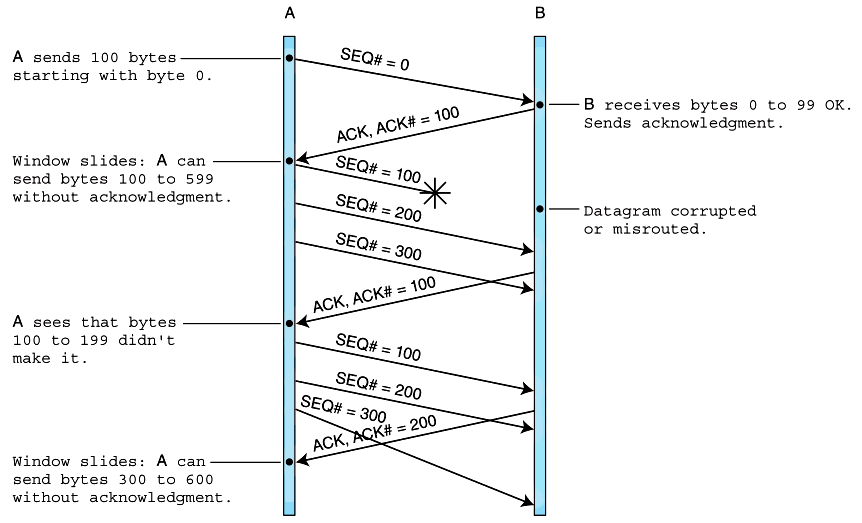 A
B
A sends 100 bytes
starting with byte 0.
SEQ# = 0
B receives bytes 0 to 99 OK.
Sends acknowledgment.
ACK, ACK# = 100
Window slides: A can
send bytes 100 to 599
without acknowledgment.
SEQ# = 100
SEQ# = 200
Datagram corrupted
or misrouted.
SEQ# = 300
ACK, ACK# = 100
A sees that bytes
100 to 199 didn't
make it.
SEQ# = 100
SEQ# = 200
SEQ# = 300
ACK, ACK# = 200
Window slides: A can
send bytes 300 to 600
without acknowledgment.